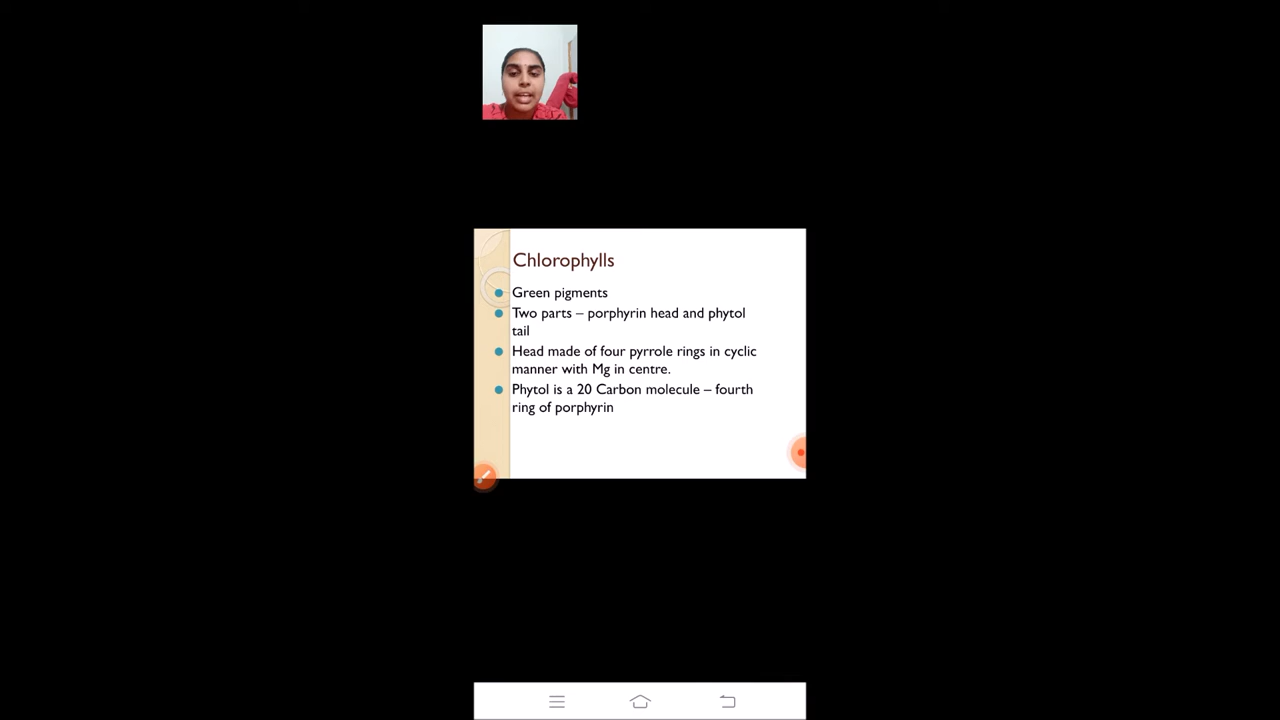 Chlorophylls
Green pigments
Two parts – porphyrin head and phytol
tail
Head made of four pyrrole rings in cyclic
manner with Mg in centre.
Phytol is a 20 Carbon molecule – fourth
ring of porphyrin